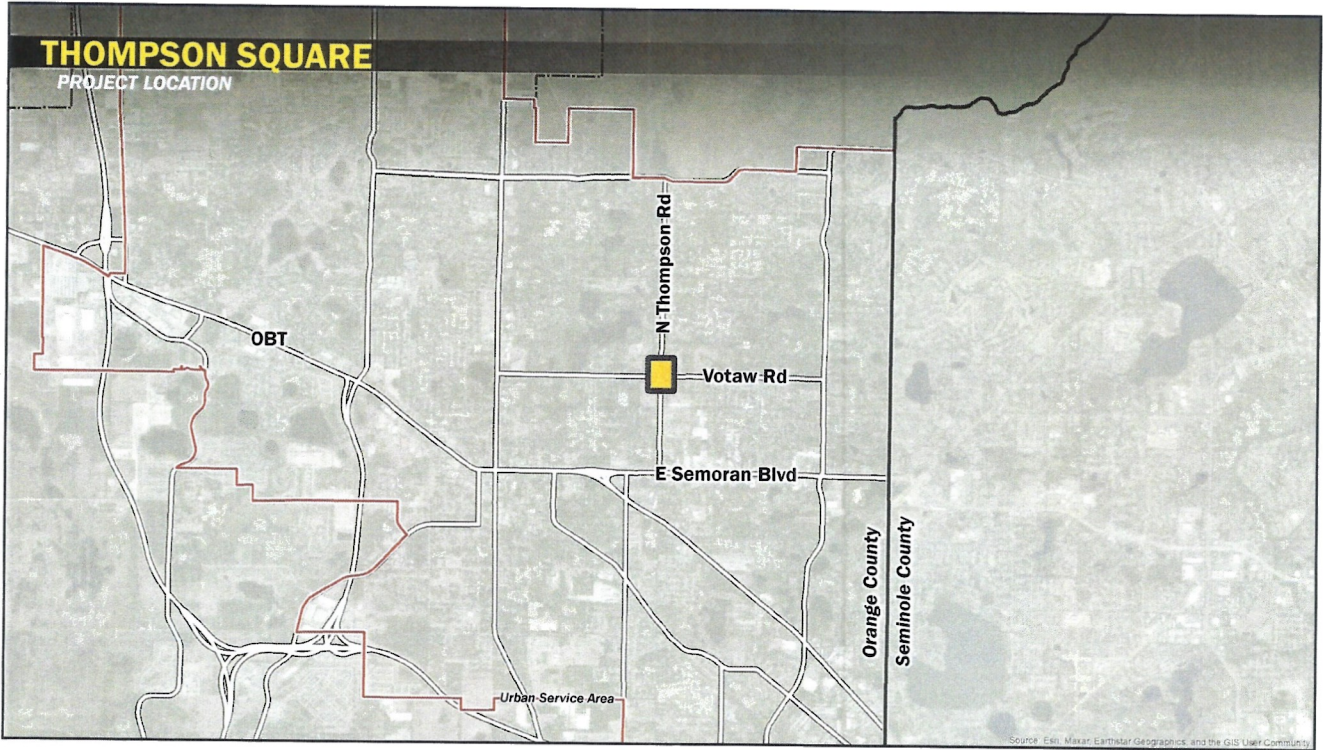 THOMPSON SQUARE
PROJECT LOCATION
N Thompson Rd
OBT
Votaw Rd
E Semoran Blvd
Orange County
Seminole County
Urban Service Area
Source: Esri, Maxar, Earthstar Geographics, and the GIS User Community